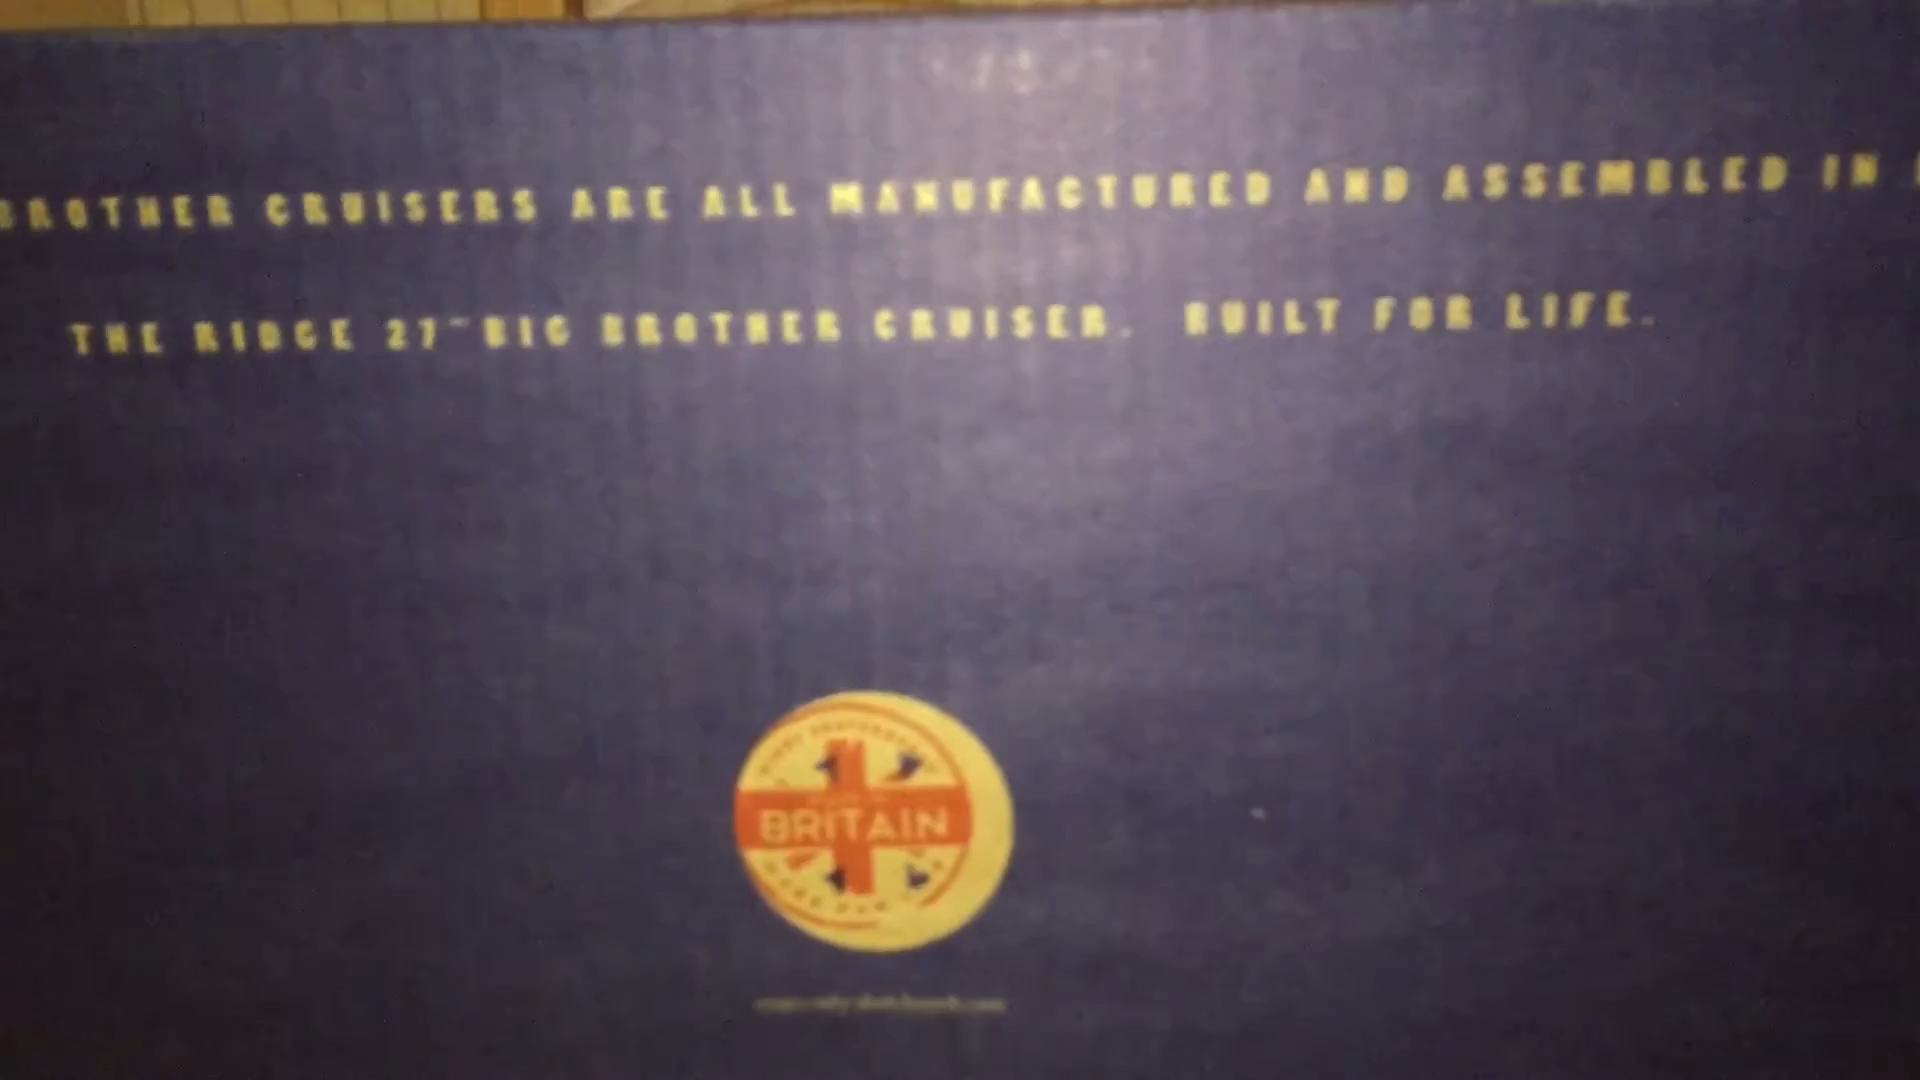 BROTHER CRUISERS ARE ALL MANUFACTURED AND ASSEMBLED IN
THE RIDGE 27" BIG BROTHER CRUISER. BUILT FOR LIFE.
BRITAIN